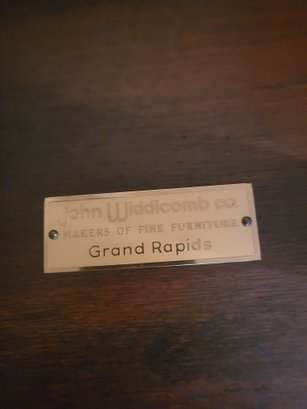 John Widdicomb co.
MAKERS OF FINE FURNITURE
Grand Rapids